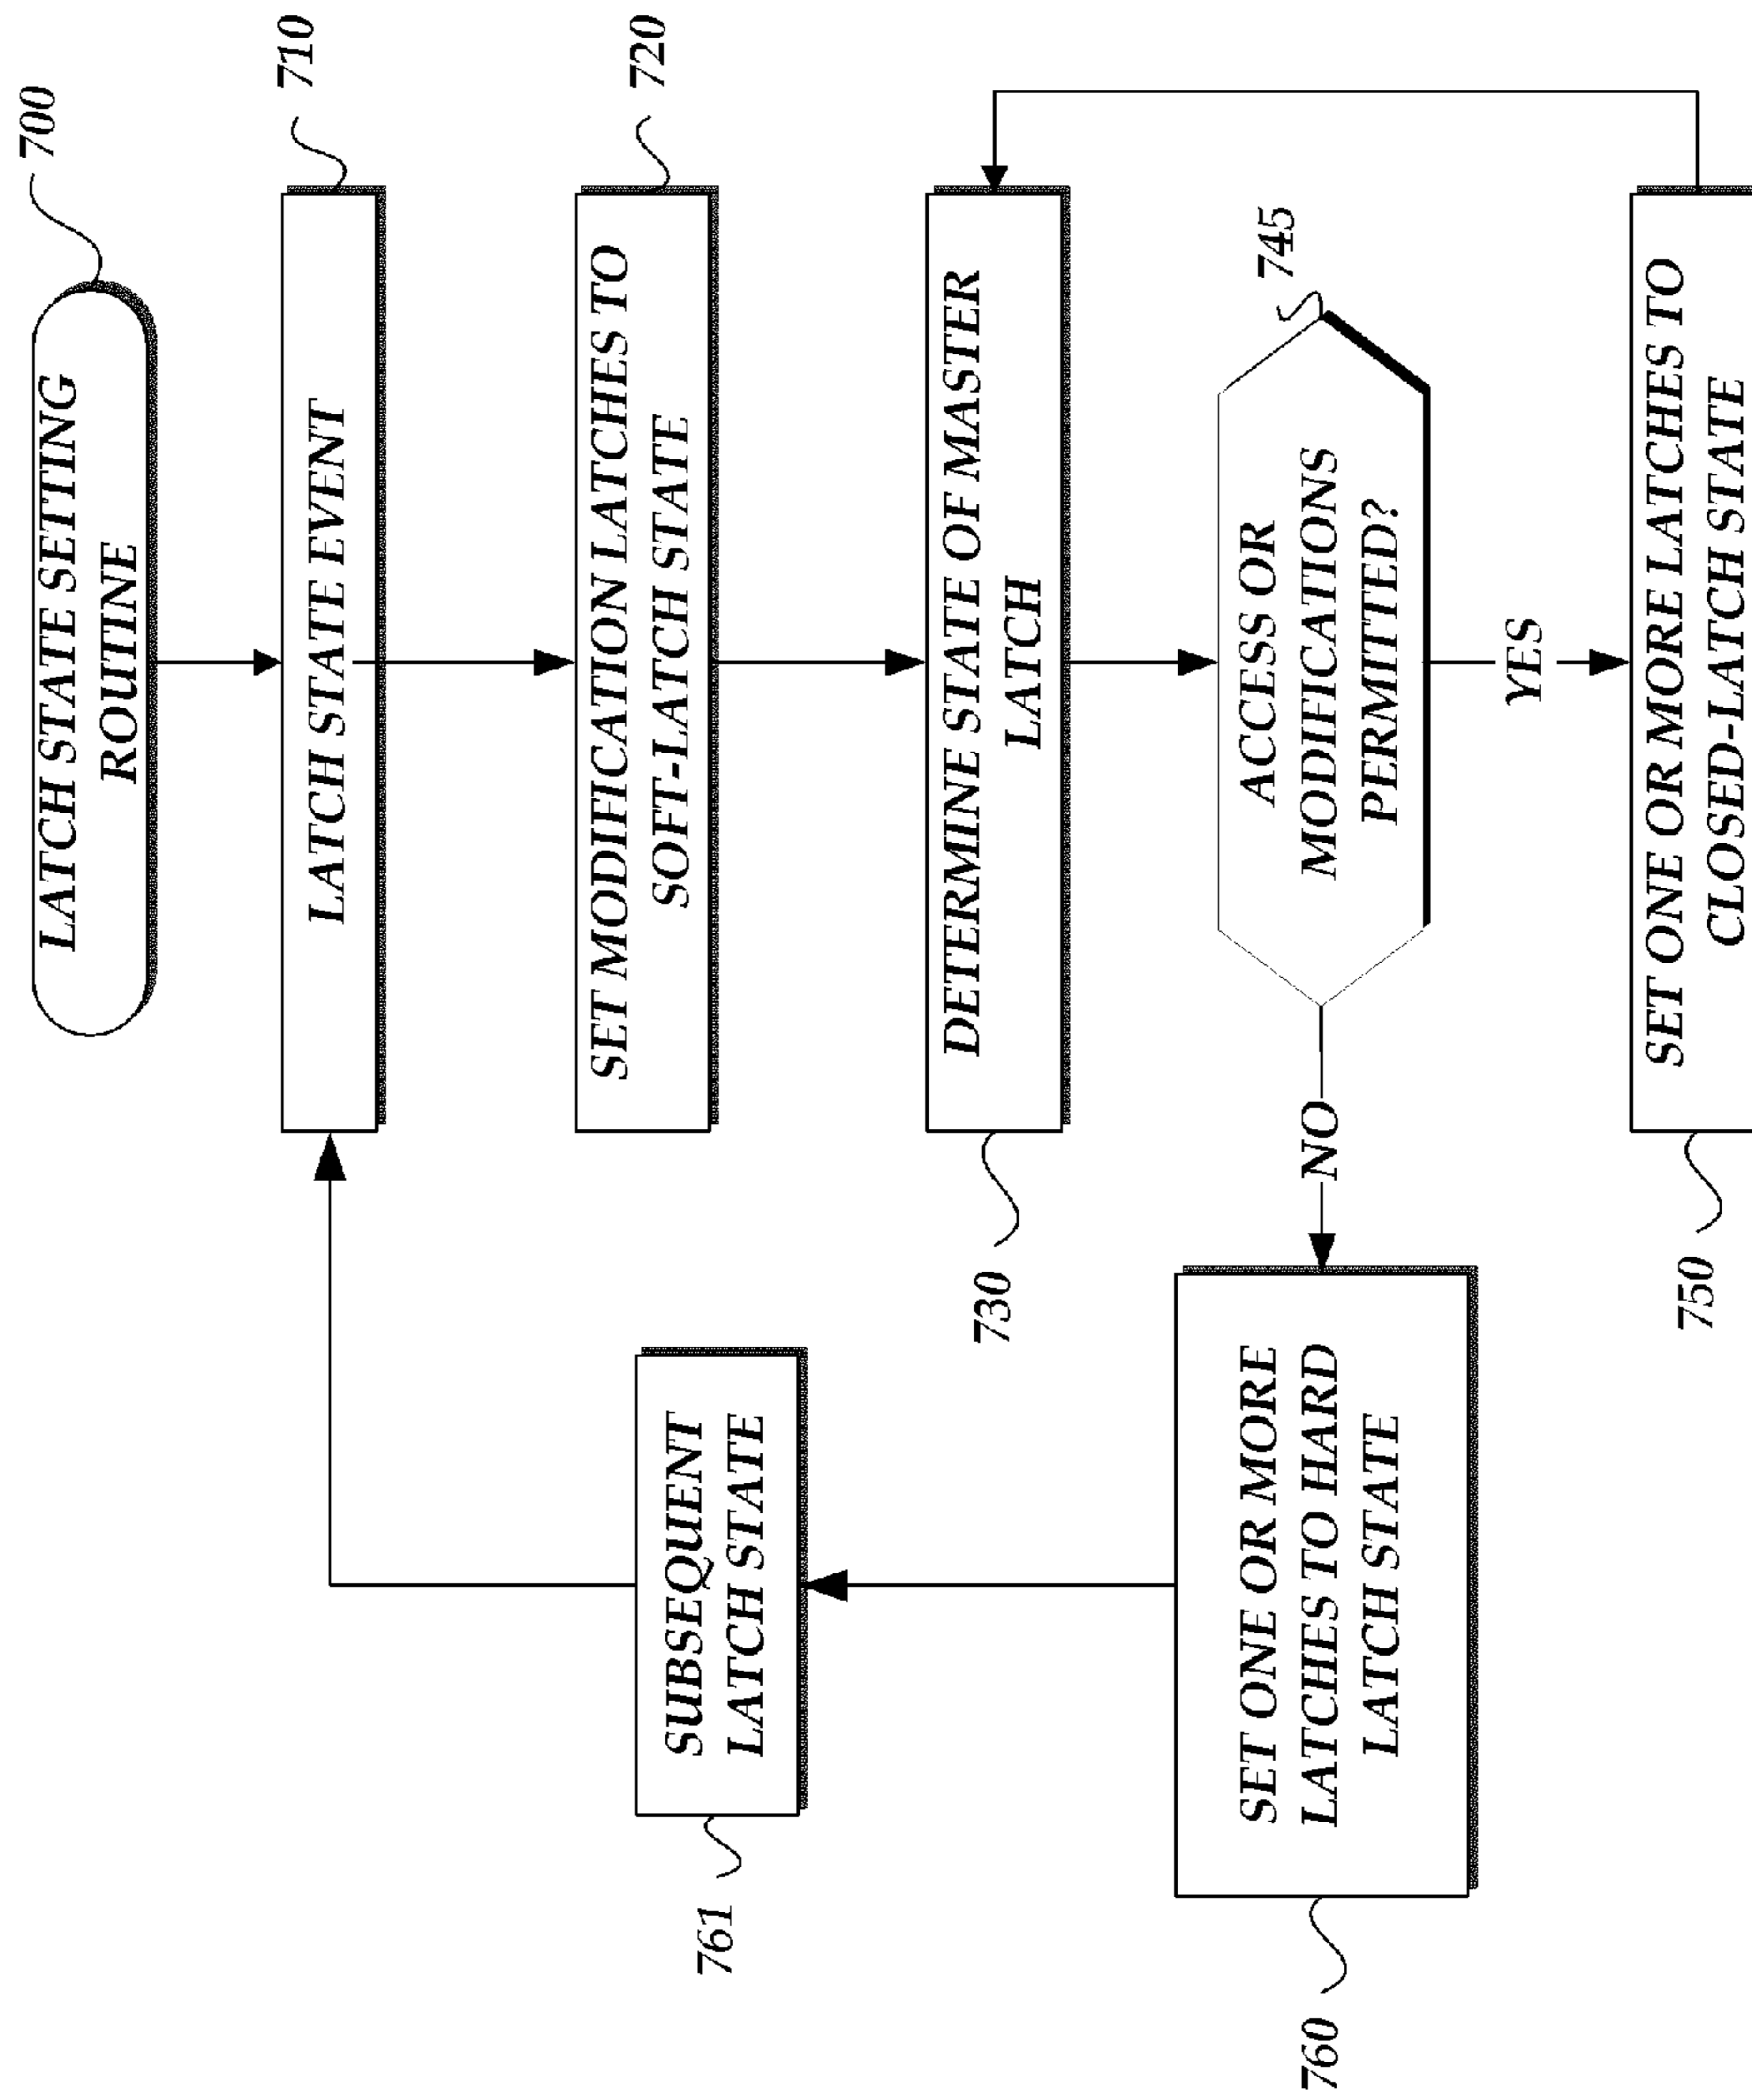 700
LATCH STATE SETTING
ROUTINE
710
LATCH STATE EVENT
720
SET MODIFICATION LATCHES TO
SOFT-LATCH STATE
730
DETERMINE STATE OF MASTER
LATCH
745
ACCESS OR
MODIFICATIONS
PERMITTED?
NO
YES
750
SET ONE OR MORE LATCHES TO
CLOSED-LATCH STATE
760
SET ONE OR MORE
LATCHES TO HARD
LATCH STATE
761
SUBSEQUENT
LATCH STATE